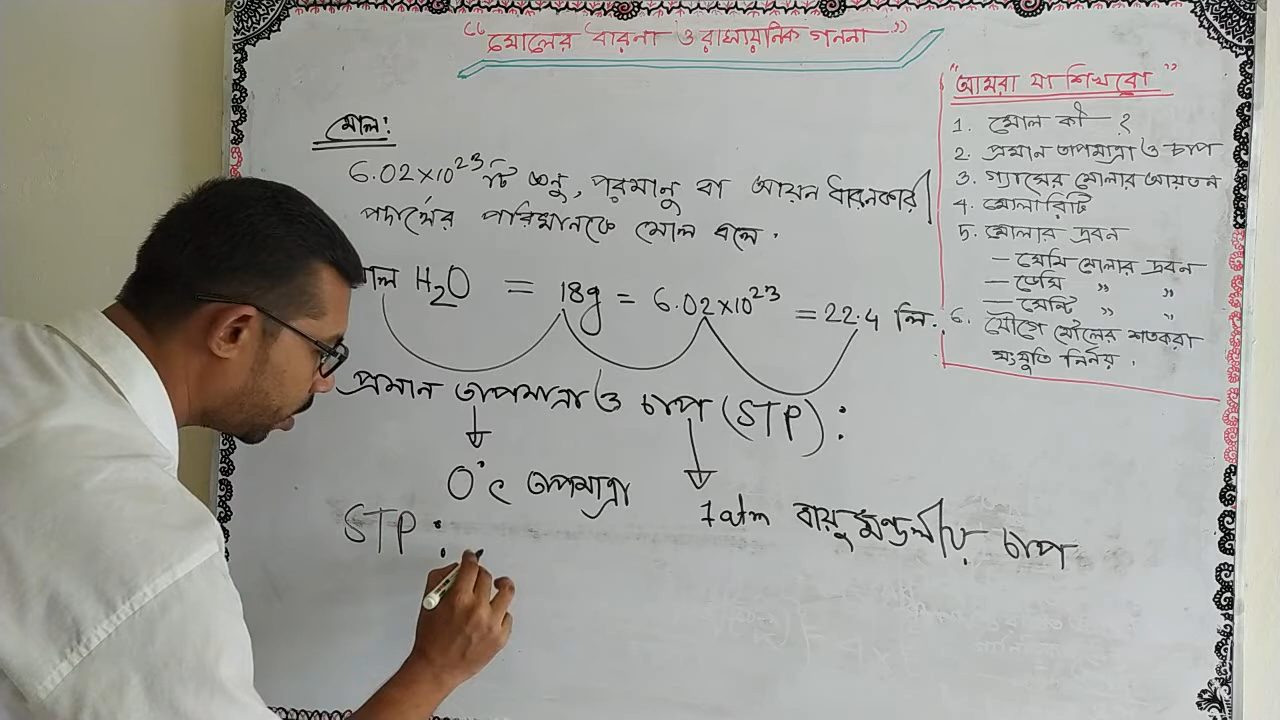 “মোলের ধারনা ও রাসায়নিক গননা”
মোল:
6.02×10²³ টি অনু, পরমানু বা আয়ন ধারনকারী
পদার্থের পরিমানকে মোল বলে.
H₂O = 18g = 6.02×10²³ = 22.4 লি.
প্রমান তাপমাত্রা ও চাপ (STP):
0°c তাপমাত্রা
1atm বায়ুমন্ডলীয় চাপ
STP:
“আমরা যা শিখবো”
1. মোল কী ?
2. প্রমান তাপমাত্রা ও চাপ
3. গ্যাসের মোলার আয়তন
4. মোলারিটি
5. মোলার দ্রবন
– সেমি মোলার দ্রবন
– ডেসি ” ”
– সেন্টি ” ”
6. যৌগে মৌলের শতকরা
সংযুতি নির্নয়.